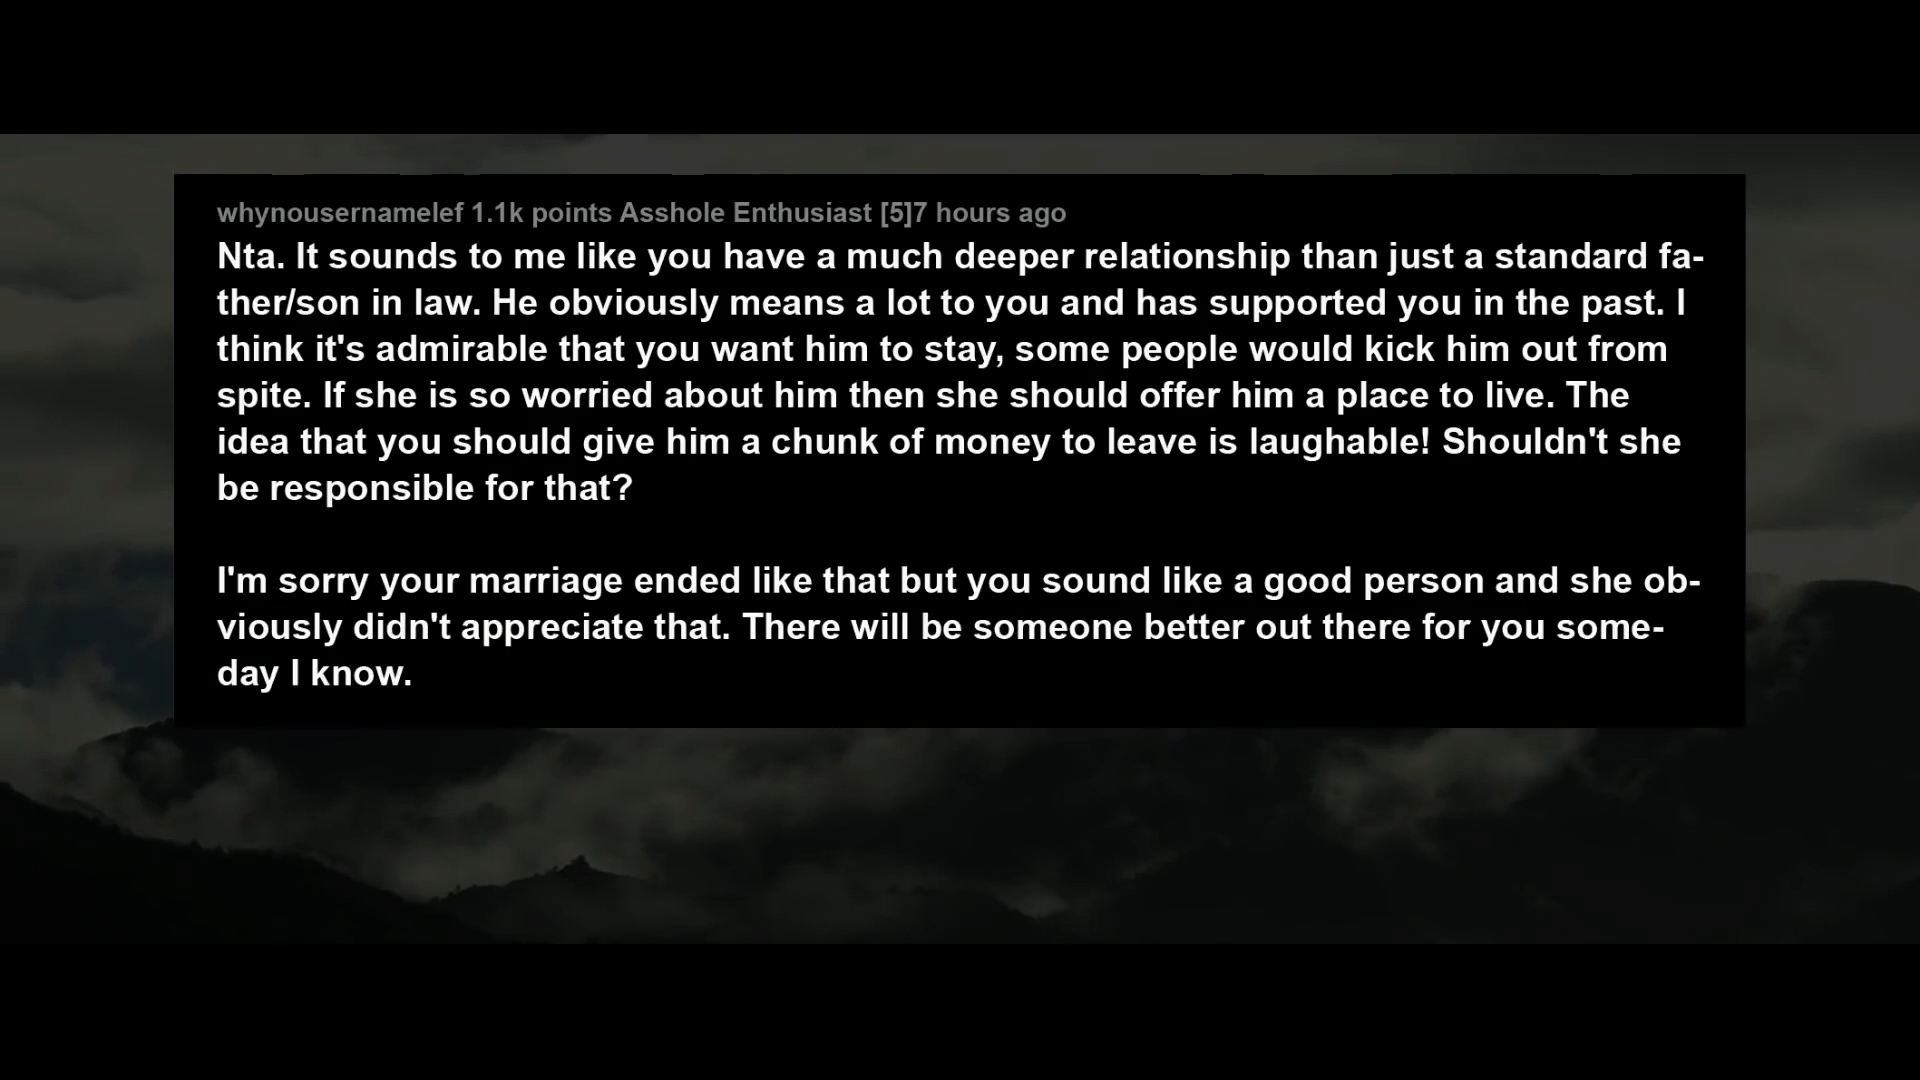 whynousernamelef 1.1k points Asshole Enthusiast [5]7 hours ago
Nta. It sounds to me like you have a much deeper relationship than just a standard fa-
ther/son in law. He obviously means a lot to you and has supported you in the past. I
think it's admirable that you want him to stay, some people would kick him out from
spite. If she is so worried about him then she should offer him a place to live. The
idea that you should give him a chunk of money to leave is laughable! Shouldn't she
be responsible for that?
I'm sorry your marriage ended like that but you sound like a good person and she ob-
viously didn't appreciate that. There will be someone better out there for you some-
day I know.